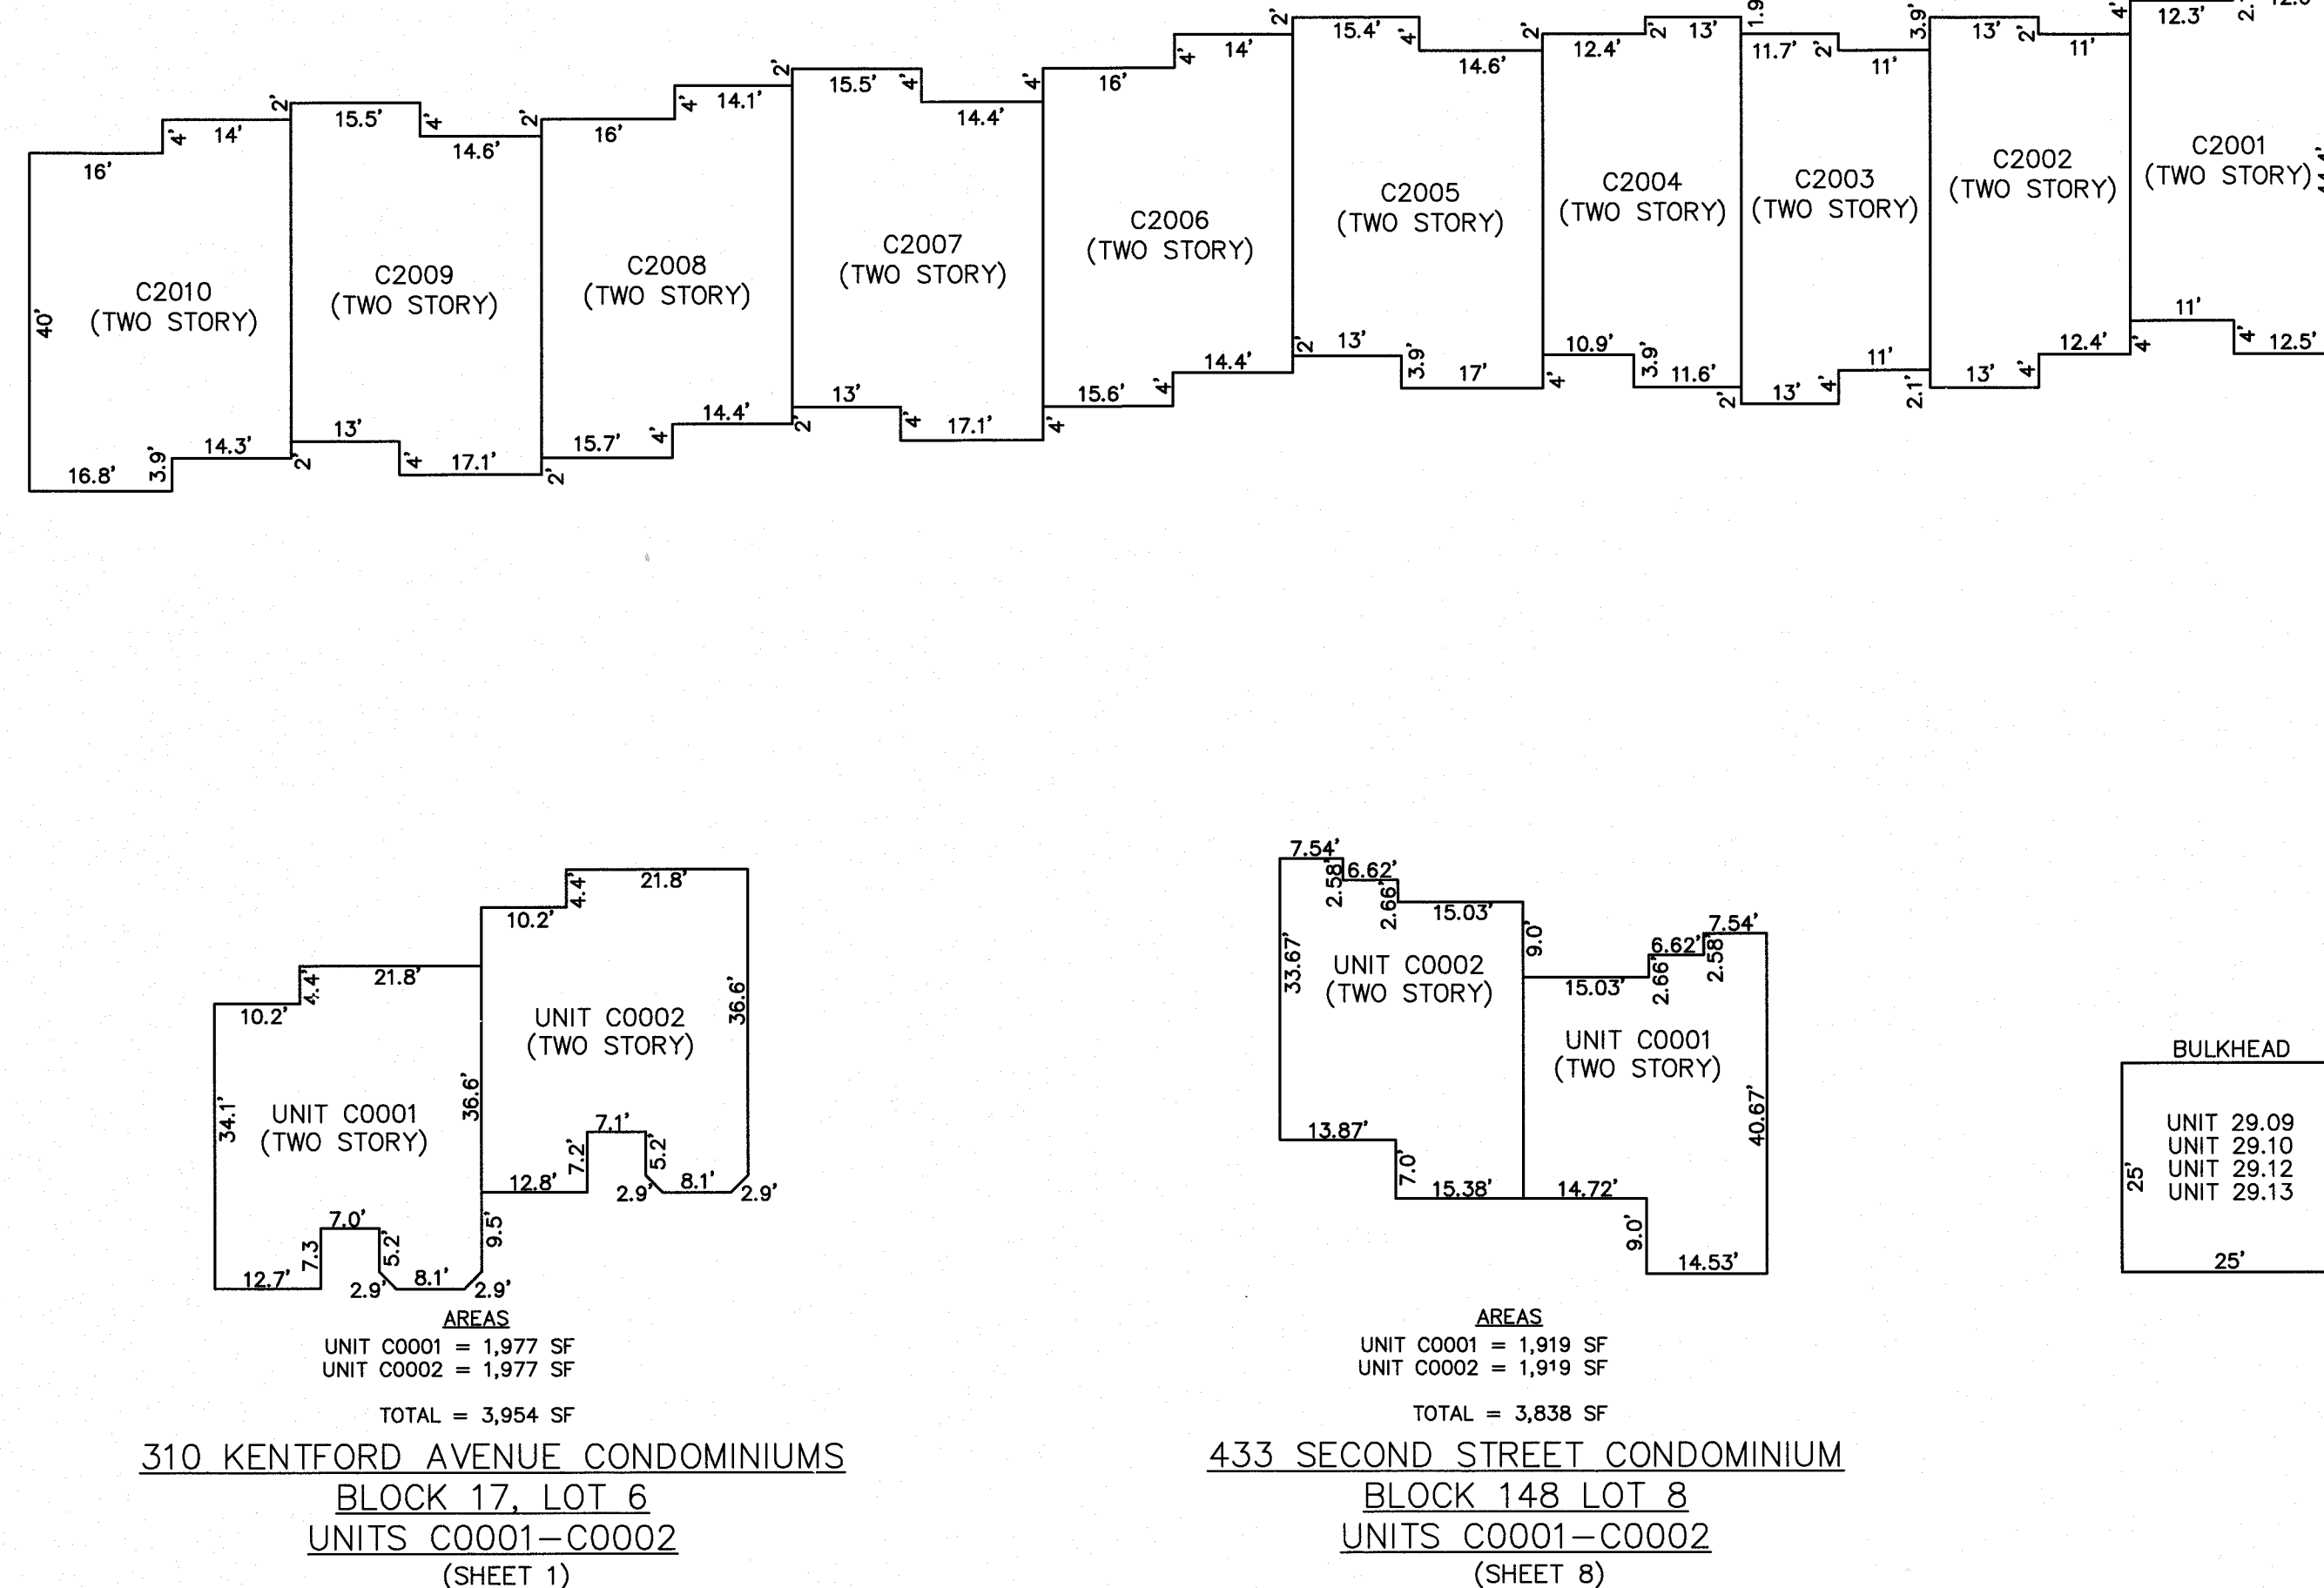 2' 15.4' 4' 2' 2' 13' 1.9 3.9' 13' 2' 4' 12.3'
14' 4' 14.6' 12.4' 11.7' 2' 11' 11'
2' 15.5' 4' 4' 16'
2' 15.5' 4' 2' 16' 4' 14.1' 14.4'
4' 14' 14.6'
16'
C2001
(TWO STORY)
C2002
(TWO STORY)
C2003
(TWO STORY)
C2004
(TWO STORY)
C2005
(TWO STORY)
C2006
(TWO STORY)
C2007
(TWO STORY)
C2008
(TWO STORY)
C2009
(TWO STORY)
C2010
(TWO STORY)
40'
16.8' 3.9' 14.3' 2' 13' 4' 17.1' 2' 15.7' 4' 14.4' 2' 13' 4' 17.1' 4' 15.6' 4' 14.4' 2' 13' 3.9' 17' 4' 10.9' 3.9' 11.6' 2' 13' 4' 11' 2.1' 13' 4' 12.4' 4' 11' 4' 12.5'
10.2' 4.4' 21.8'
10.2' 4.4' 21.8'
UNIT C0002
(TWO STORY)
36.6'
36.6'
34.1'
UNIT C0001
(TWO STORY)
12.8' 7.2' 7.1' 5.2' 2.9' 8.1' 2.9'
12.7' 7.3 7.0' 5.2' 2.9' 8.1' 2.9' 9.5'
AREAS
UNIT C0001 = 1,977 SF
UNIT C0002 = 1,977 SF
TOTAL = 3,954 SF
310 KENTFORD AVENUE CONDOMINIUMS
BLOCK 17, LOT 6
UNITS C0001-C0002
(SHEET 1)
7.54'
2.58' 6.62'
2.66' 15.03'
9.0'
33.67'
UNIT C0002
(TWO STORY)
7.54'
6.62' 2.58'
15.03' 2.66'
UNIT C0001
(TWO STORY)
40.67'
13.87' 7.0' 15.38' 14.72' 9.0' 14.53'
AREAS
UNIT C0001 = 1,919 SF
UNIT C0002 = 1,919 SF
TOTAL = 3,838 SF
433 SECOND STREET CONDOMINIUM
BLOCK 148 LOT 8
UNITS C0001-C0002
(SHEET 8)
BULKHEAD
UNIT 29.09
UNIT 29.10
UNIT 29.12
UNIT 29.13
25'
25'